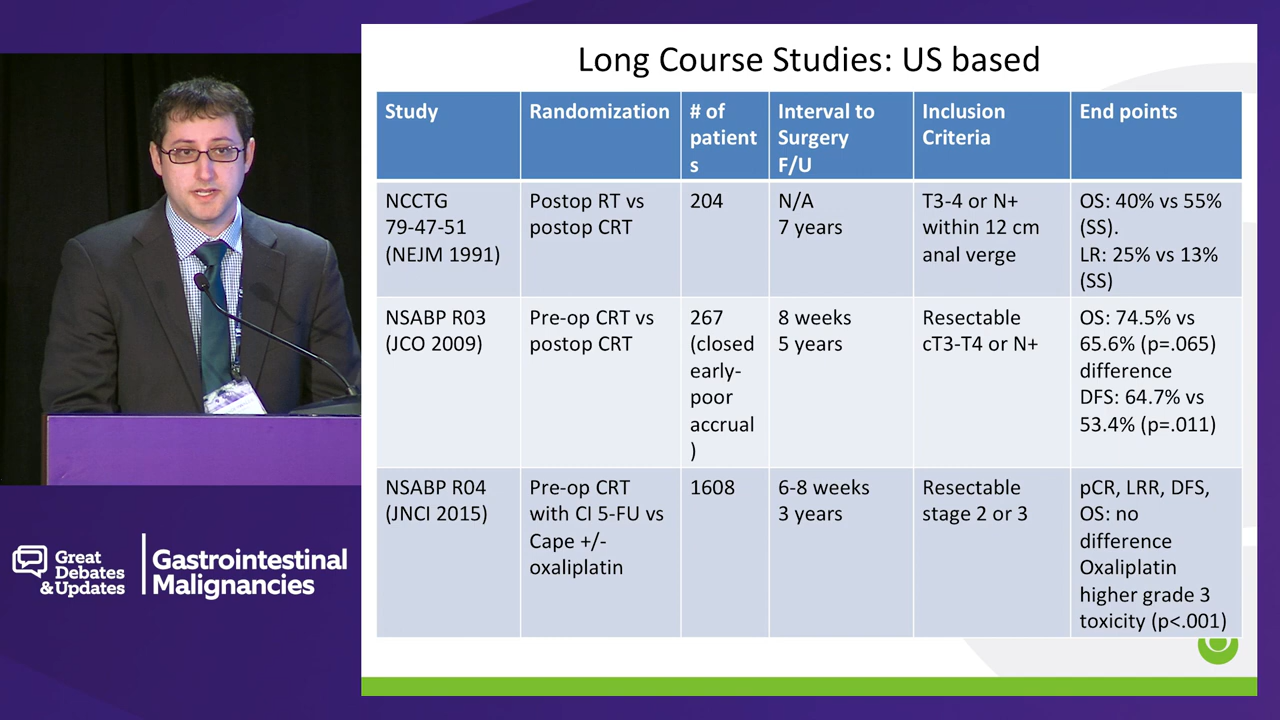 Long Course Studies: US based
Study
Randomization
# of
patient
s
Interval to
Surgery
F/U
Inclusion
Criteria
End points
NCCTG
79-47-51
(NEJM 1991)
Postop RT vs
postop CRT
204
N/A
7 years
T3-4 or N+
within 12 cm
anal verge
OS: 40% vs 55%
(SS).
LR: 25% vs 13%
(SS)
NSABP R03
(JCO 2009)
Pre-op CRT vs
postop CRT
267
(closed
early-
poor
accrual
)
8 weeks
5 years
Resectable
cT3-T4 or N+
OS: 74.5% vs
65.6% (p=.065)
difference
DFS: 64.7% vs
53.4% (p=.011)
NSABP R04
(JNCI 2015)
Pre-op CRT
with CI 5-FU vs
Cape +/-
oxaliplatin
1608
6-8 weeks
3 years
Resectable
stage 2 or 3
pCR, LRR, DFS,
OS: no
difference
Oxaliplatin
higher grade 3
toxicity (p<.001)
Great
Debates
& Updates
Gastrointestinal
Malignancies